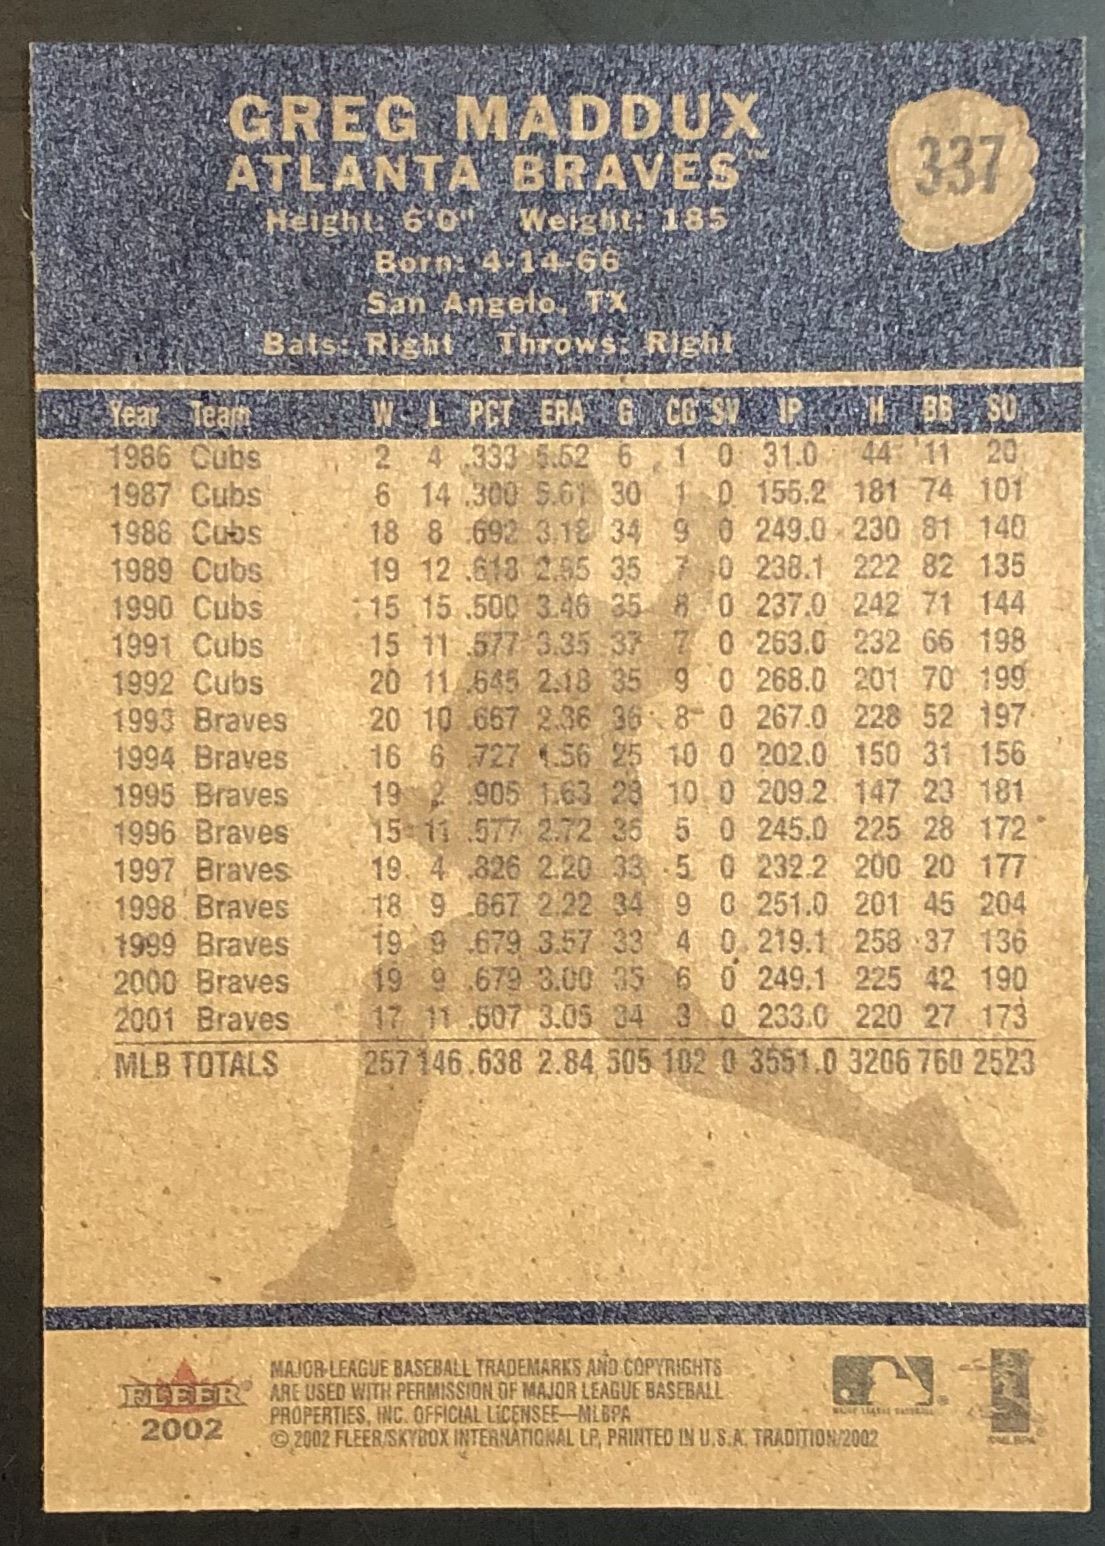 GREG MADDUX
337
ATLANTA BRAVES™
Height: 6'0" Weight: 185
Born: 4-14-66
San Angelo, TX
Bats: Right Throws: Right
Year Team W L PCT ERA G CG SV IP H BB SO
1986 Cubs 2 4 .333 5.52 6 1 0 31.0 44 11 20
1987 Cubs 6 14 .300 5.61 30 1 0 155.2 181 74 101
1988 Cubs 18 8 .692 3.18 34 9 0 249.0 230 81 140
1989 Cubs 19 12 .613 2.95 35 7 0 238.1 222 82 135
1990 Cubs 15 15 .500 3.46 35 8 0 237.0 242 71 144
1991 Cubs 15 11 .577 3.35 37 7 0 263.0 232 66 198
1992 Cubs 20 11 .645 2.18 35 9 0 268.0 201 70 199
1993 Braves 20 10 .667 2.36 36 8 0 267.0 228 52 197
1994 Braves 16 6 .727 1.56 25 10 0 202.0 150 31 156
1995 Braves 19 2 .905 1.63 28 10 0 209.2 147 23 181
1996 Braves 15 11 .577 2.72 35 5 0 245.0 225 28 172
1997 Braves 19 4 .826 2.20 33 5 0 232.2 200 20 177
1998 Braves 18 9 .667 2.22 34 9 0 251.0 201 45 204
1999 Braves 19 9 .679 3.57 33 4 0 219.1 258 37 136
2000 Braves 19 9 .679 3.00 35 6 0 249.1 225 42 190
2001 Braves 17 11 .607 3.05 34 3 0 233.0 220 27 173
MLB TOTALS 257 146 .638 2.84 505 102 0 3551.0 3206 760 2523
FLEER®
2002
MAJOR LEAGUE BASEBALL TRADEMARKS AND COPYRIGHTS
ARE USED WITH PERMISSION OF MAJOR LEAGUE BASEBALL
PROPERTIES, INC. OFFICIAL LICENSEE—MLBPA
© 2002 FLEER/SKYBOX INTERNATIONAL LP, PRINTED IN U.S.A. TRADITION/2002
MAJOR LEAGUE BASEBALL
©MLBPA